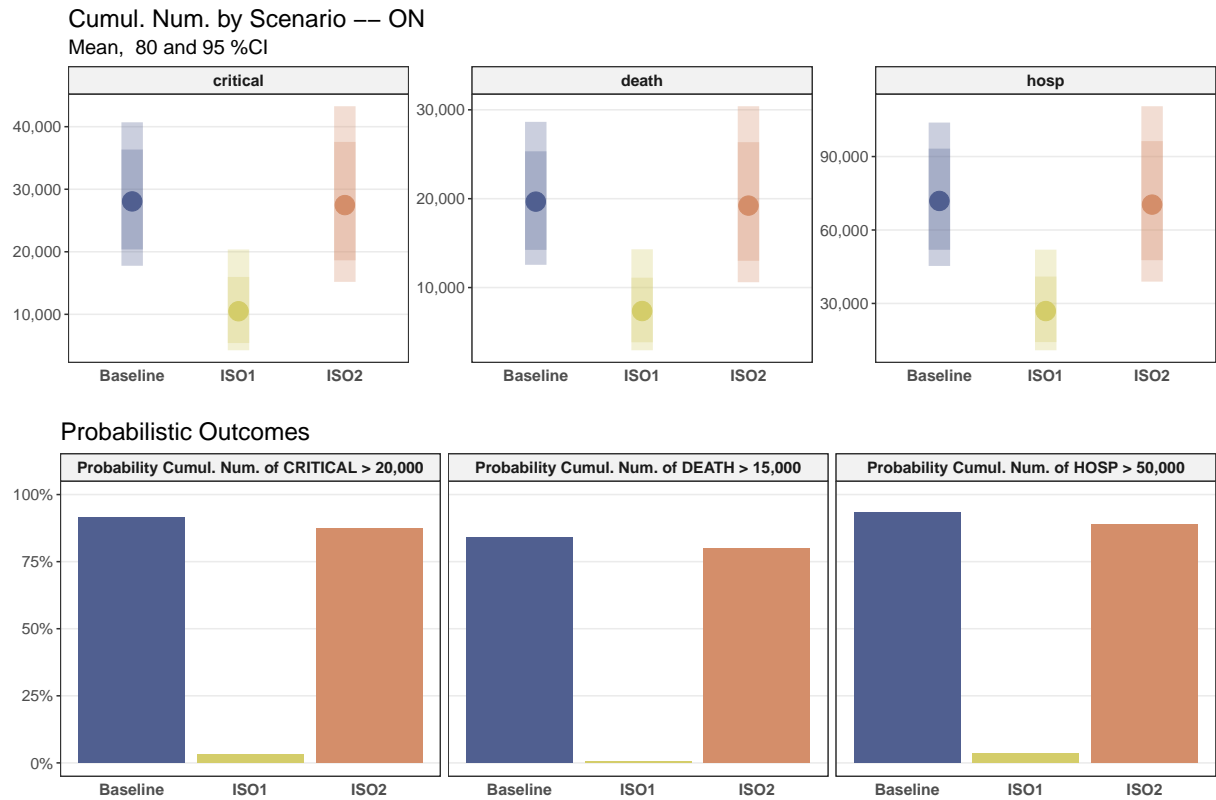 Cumul. Num. by Scenario −− ON
Mean,  80 and 95 %CI
critical
death
hosp
40,000
30,000
20,000
10,000
30,000
20,000
10,000
90,000
60,000
30,000
Baseline ISO1 ISO2
Baseline ISO1 ISO2
Baseline ISO1 ISO2
Probabilistic Outcomes
Probability Cumul. Num. of CRITICAL > 20,000
Probability Cumul. Num. of DEATH > 15,000
Probability Cumul. Num. of HOSP > 50,000
100%
75%
50%
25%
0%
Baseline ISO1 ISO2
Baseline ISO1 ISO2
Baseline ISO1 ISO2